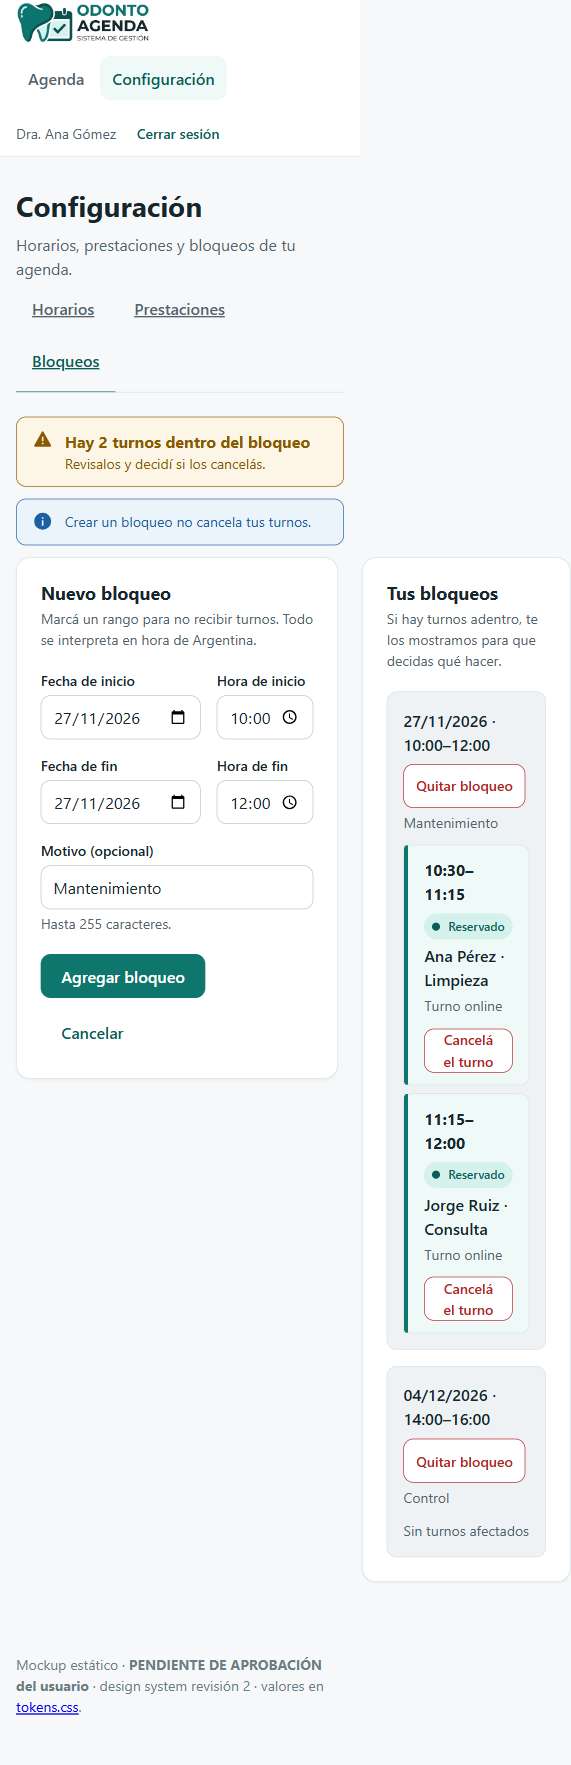 ODONTO
AGENDA
SISTEMA DE GESTIÓN
Agenda
Configuración
Dra. Ana Gómez
Cerrar sesión
Configuración
Horarios, prestaciones y bloqueos de tu
agenda.
Horarios
Prestaciones
Bloqueos
Hay 2 turnos dentro del bloqueo
Revisalos y decidí si los cancelás.
Crear un bloqueo no cancela tus turnos.
Nuevo bloqueo
Marcá un rango para no recibir turnos. Todo
se interpreta en hora de Argentina.
Fecha de inicio
Hora de inicio
27/11/2026
10:00
Fecha de fin
Hora de fin
27/11/2026
12:00
Motivo (opcional)
Mantenimiento
Hasta 255 caracteres.
Agregar bloqueo
Cancelar
Tus bloqueos
Si hay turnos adentro, te
los mostramos para que
decidas qué hacer.
27/11/2026 ·
10:00–12:00
Quitar bloqueo
Mantenimiento
10:30–
11:15
Reservado
Ana Pérez ·
Limpieza
Turno online
Cancelá
el turno
11:15–
12:00
Reservado
Jorge Ruiz ·
Consulta
Turno online
Cancelá
el turno
04/12/2026 ·
14:00–16:00
Quitar bloqueo
Control
Sin turnos afectados
Mockup estático · PENDIENTE DE APROBACIÓN
del usuario · design system revisión 2 · valores en
tokens.css.